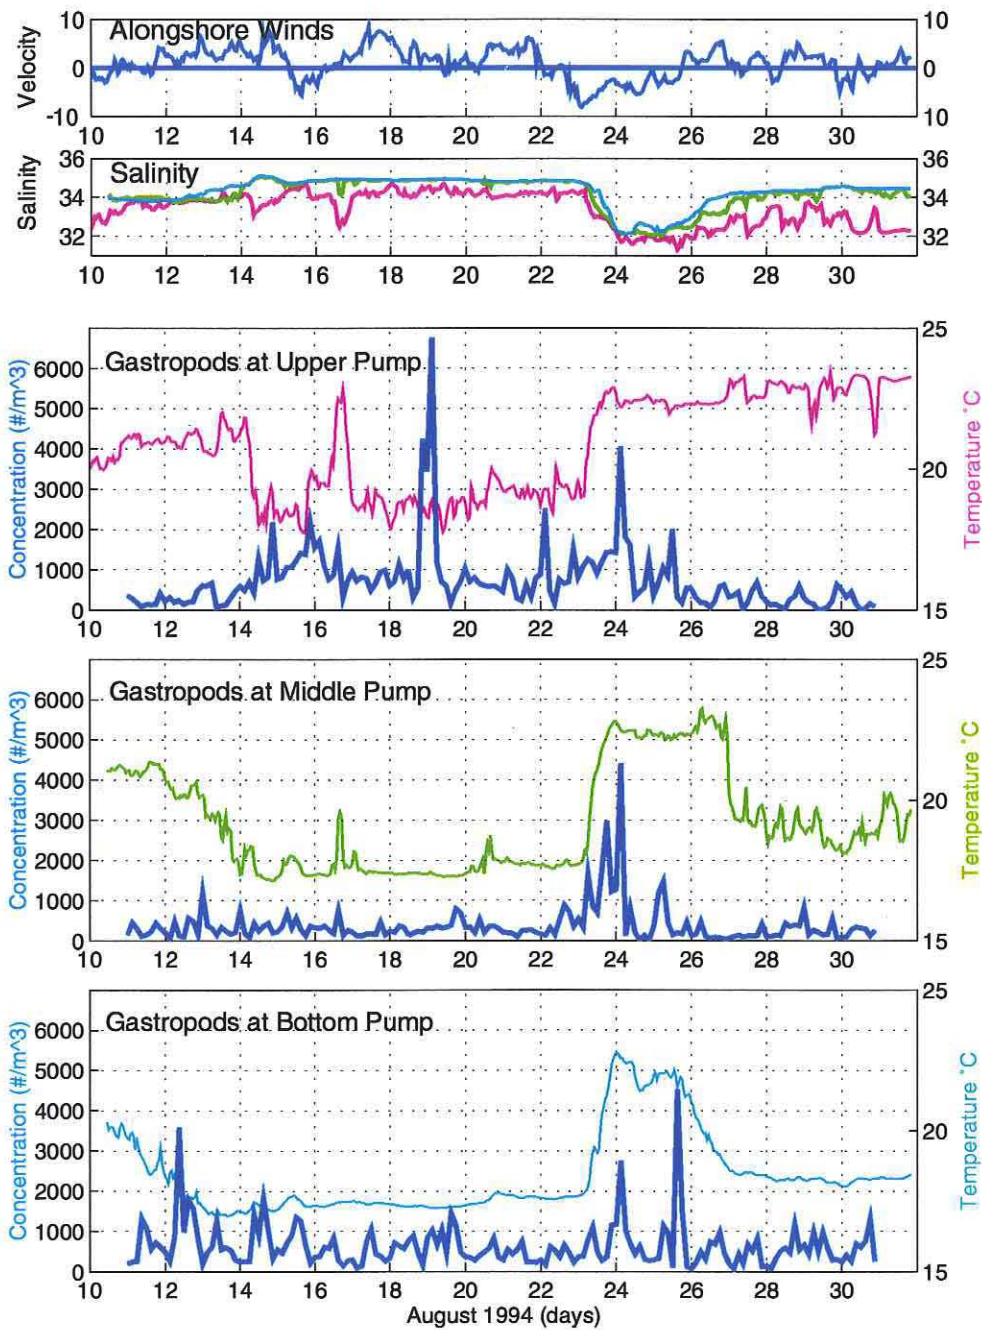 Alongshore Winds
Velocity
10
0
-10
10
0
10
10 12 14 16 18 20 22 24 26 28 30
Salinity
Salinity
36
34
32
36
34
32
10 12 14 16 18 20 22 24 26 28 30
Gastropods at Upper Pump
Concentration (#/m^3)
6000
5000
4000
3000
2000
1000
0
25
20
15
Temperature °C
10 12 14 16 18 20 22 24 26 28 30
Gastropods at Middle Pump
Concentration (#/m^3)
6000
5000
4000
3000
2000
1000
0
25
20
15
Temperature °C
10 12 14 16 18 20 22 24 26 28 30
Gastropods at Bottom Pump
Concentration (#/m^3)
6000
5000
4000
3000
2000
1000
0
25
20
15
Temperature °C
10 12 14 16 18 20 22 24 26 28 30
August 1994 (days)